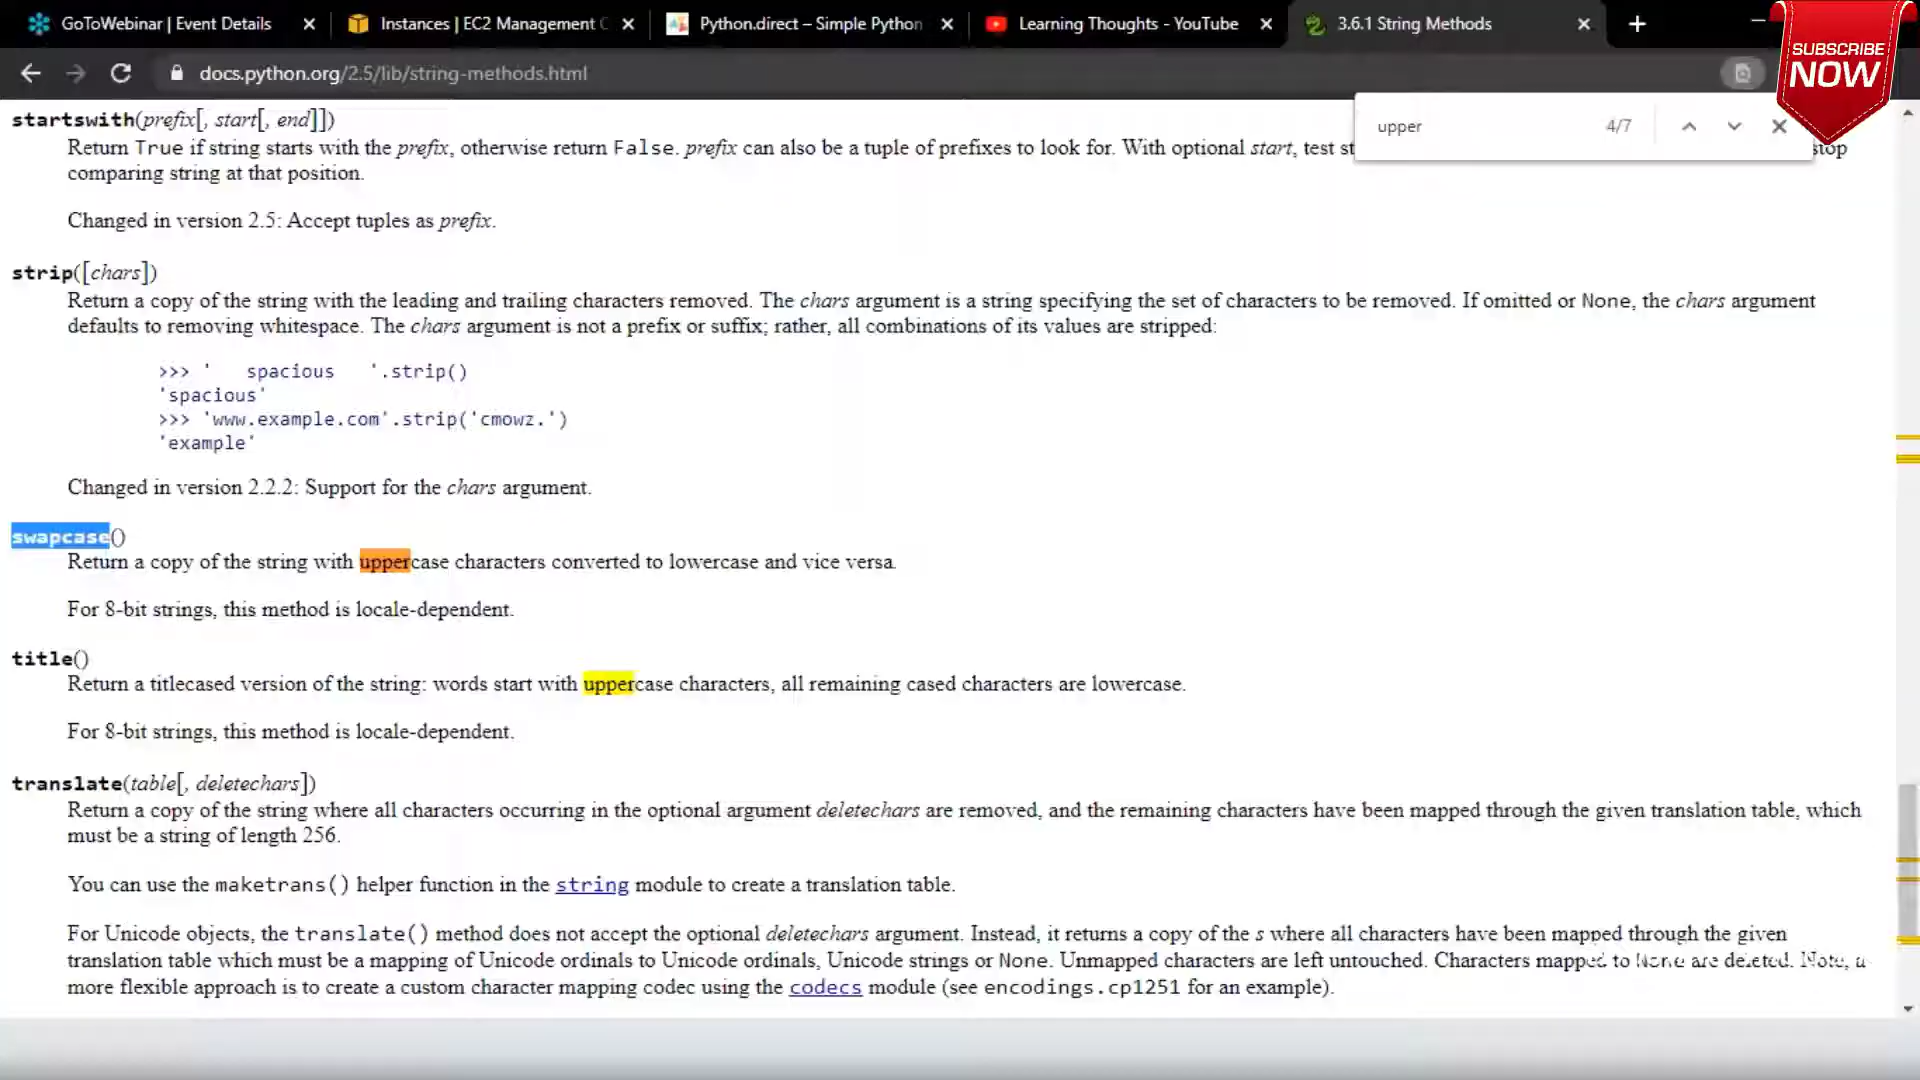 GoToWebinar | Event Details
Instances | EC2 Management C
Python.direct – Simple Python
Learning Thoughts - YouTube
3.6.1 String Methods
SUBSCRIBE
NOW
docs.python.org/2.5/lib/string-methods.html
upper 4/7
startswith(prefix[, start[, end]])
Return True if string starts with the prefix, otherwise return False. prefix can also be a tuple of prefixes to look for. With optional start, test st stop
comparing string at that position.
Changed in version 2.5: Accept tuples as prefix.
strip([chars])
Return a copy of the string with the leading and trailing characters removed. The chars argument is a string specifying the set of characters to be removed. If omitted or None, the chars argument
defaults to removing whitespace. The chars argument is not a prefix or suffix; rather, all combinations of its values are stripped:
>>> '   spacious   '.strip()
'spacious'
>>> 'www.example.com'.strip('cmowz.')
'example'
Changed in version 2.2.2: Support for the chars argument.
swapcase()
Return a copy of the string with uppercase characters converted to lowercase and vice versa.
For 8-bit strings, this method is locale-dependent.
title()
Return a titlecased version of the string: words start with uppercase characters, all remaining cased characters are lowercase.
For 8-bit strings, this method is locale-dependent.
translate(table[, deletechars])
Return a copy of the string where all characters occurring in the optional argument deletechars are removed, and the remaining characters have been mapped through the given translation table, which
must be a string of length 256.
You can use the maketrans() helper function in the string module to create a translation table.
For Unicode objects, the translate() method does not accept the optional deletechars argument. Instead, it returns a copy of the s where all characters have been mapped through the given
translation table which must be a mapping of Unicode ordinals to Unicode ordinals, Unicode strings or None. Unmapped characters are left untouched. Characters mapped to None are deleted. Note, a
more flexible approach is to create a custom character mapping codec using the codecs module (see encodings.cp1251 for an example).